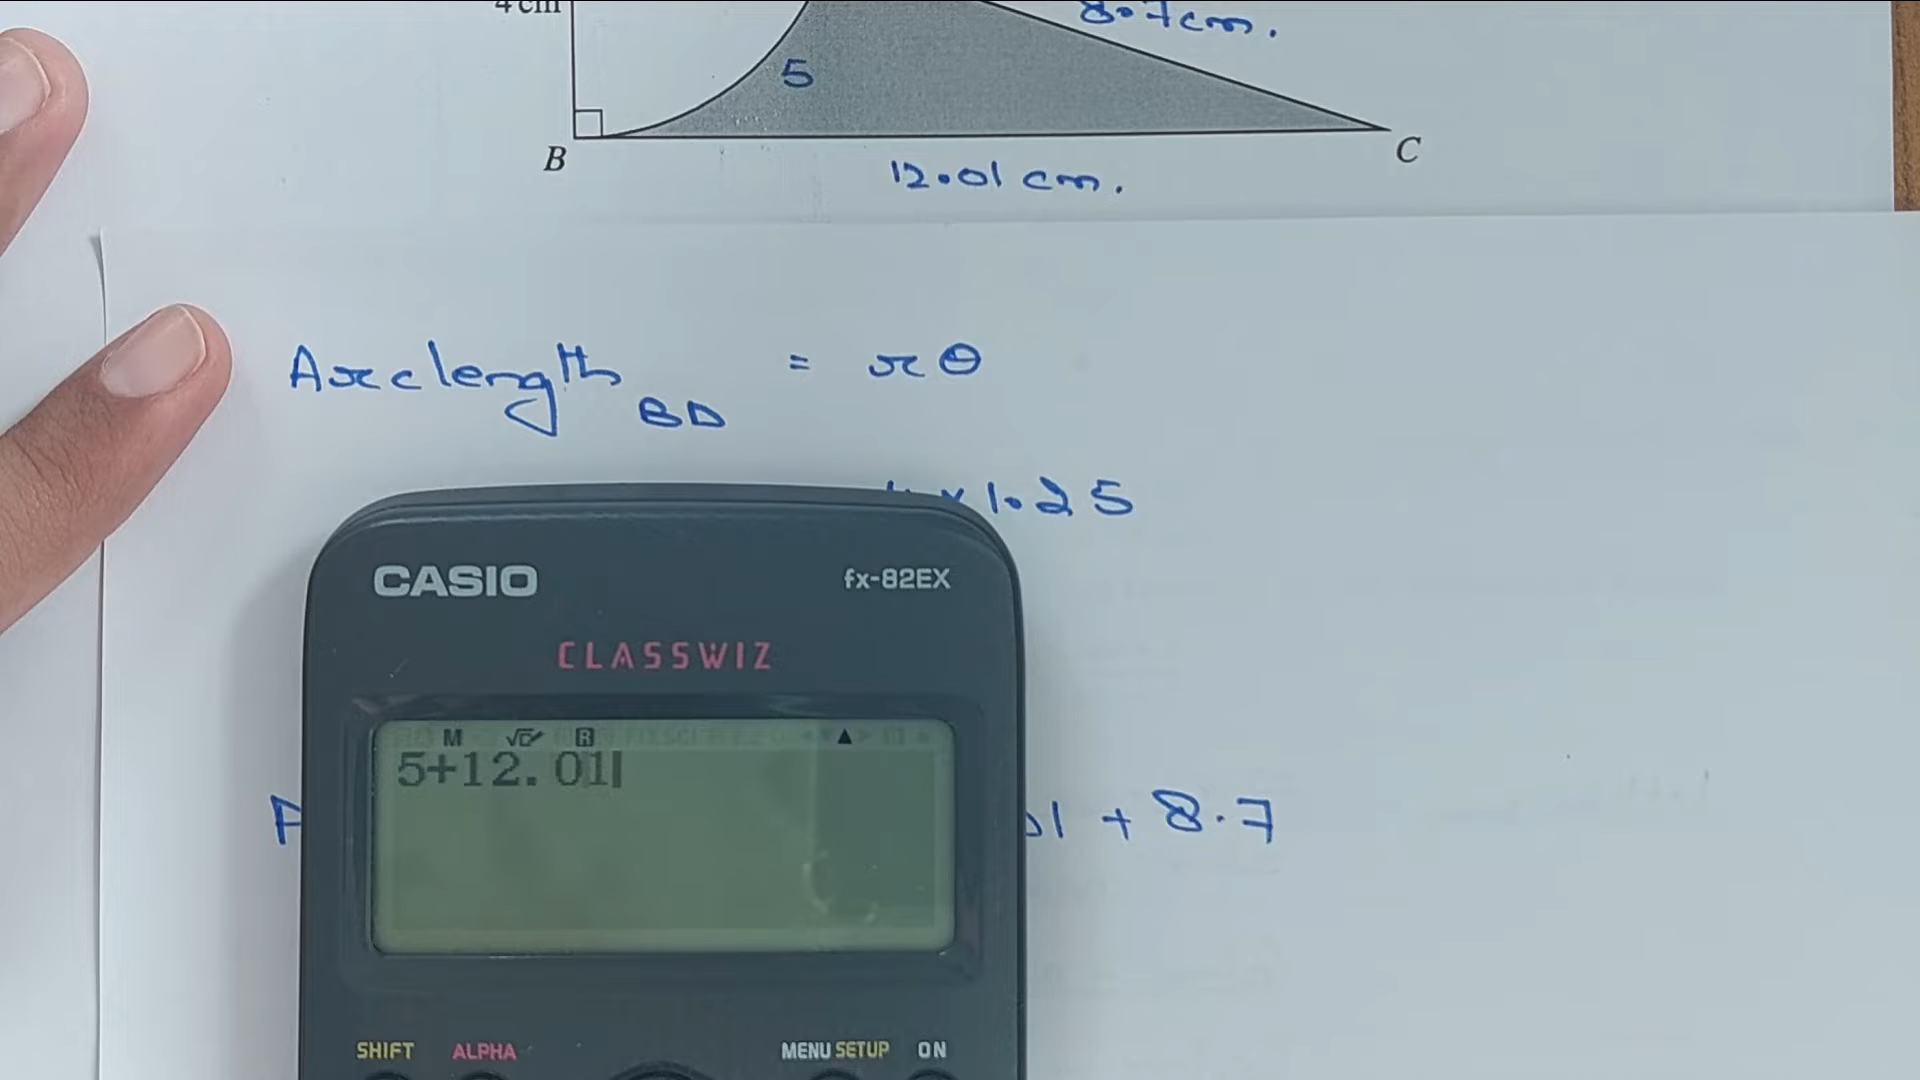 4 cm
8.7cm.
5
B
C
12.01 cm.
Arclength BD = rθ
1.25
CASIO
fx-82EX
CLASSWIZ
M √ R ▲
5+12.01
+ 8.7
SHIFT ALPHA MENU SETUP ON